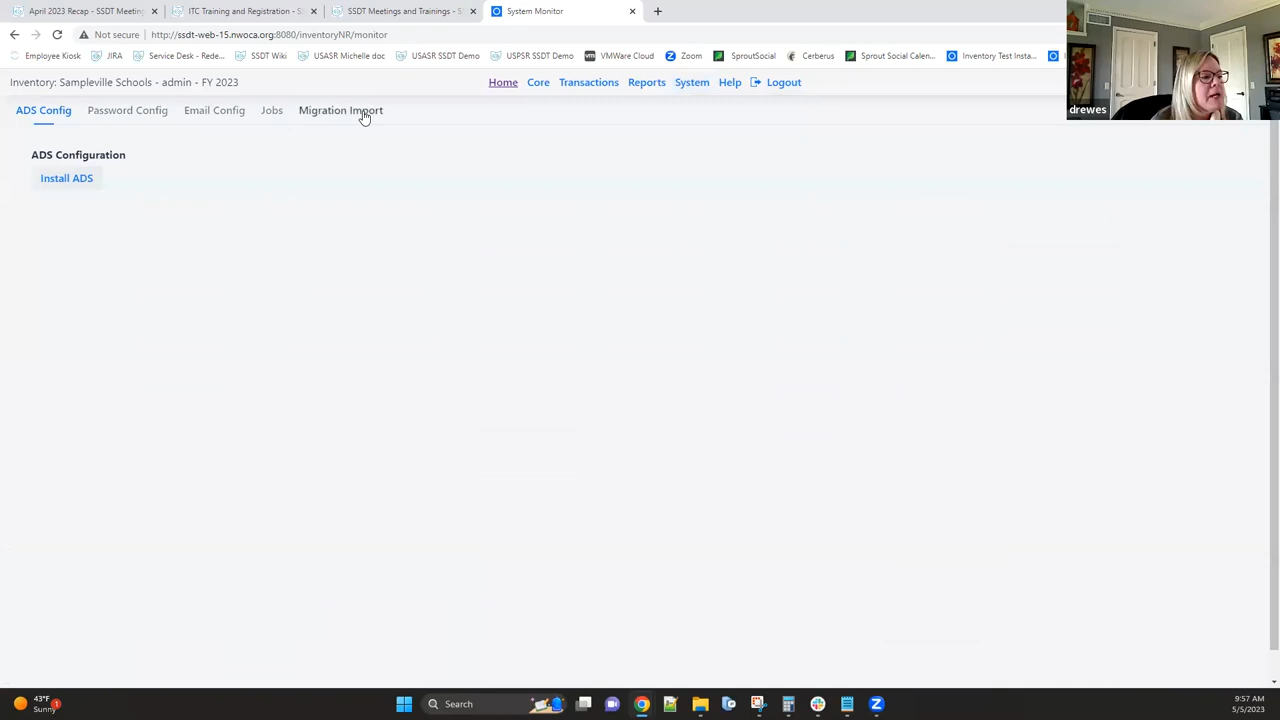 April 2023 Recap - SSDT Meeting
ITC Training and Registration - S
SSDT Meetings and Trainings - S
System Monitor
Not secure
http://ssdt-web-15.nwoca.org:8080/inventoryNR/monitor
Employee Kiosk
JIRA
Service Desk - Rede...
SSDT Wiki
USASR Michelle
USASR SSDT Demo
USPSR SSDT Demo
VMWare Cloud
Zoom
SproutSocial
Cerberus
Sprout Social Calen...
Inventory Test Insta...
Inventory: Sampleville Schools - admin - FY 2023
Home
Core
Transactions
Reports
System
Help
Logout
ADS Config
Password Config
Email Config
Jobs
Migration Import
drewes
ADS Configuration
Install ADS
43°F
Sunny
Search
9:57 AM
5/5/2023